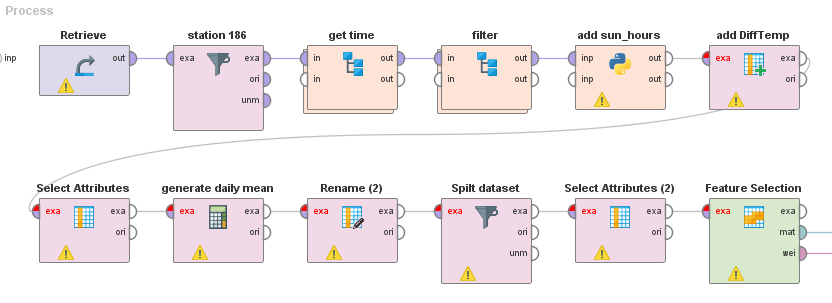 Process
Retrieve station 186 get time filter add sun_hours add DiffTemp
inp out exa exa in out in out inp out exa exa
ori in out in out inp out ori
unm
Select Attributes generate daily mean Rename (2) Spilt dataset Select Attributes (2) Feature Selection
exa exa exa exa exa exa exa exa exa exa exa exa
ori ori ori ori ori mat
unm wei